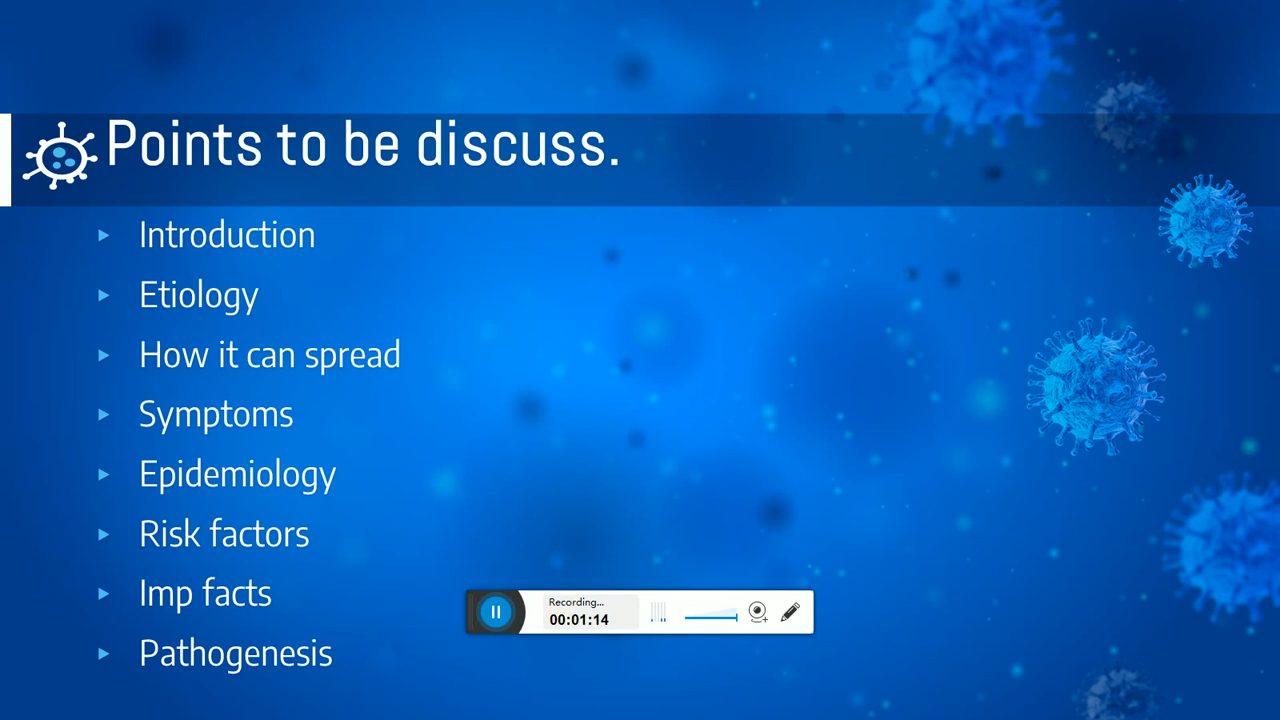 Points to be discuss.
Introduction
Etiology
How it can spread
Symptoms
Epidemiology
Risk factors
Imp facts
Pathogenesis
Recording...
00:01:14